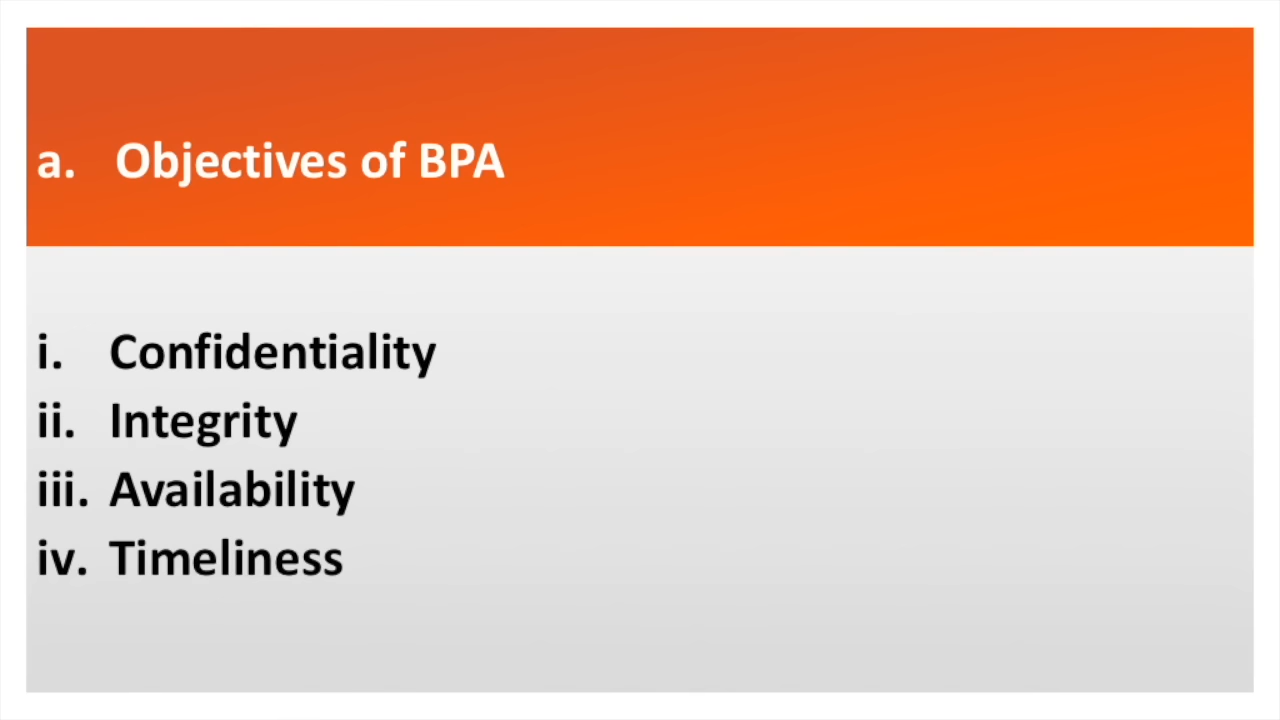 a. Objectives of BPA
i. Confidentiality
ii. Integrity
iii. Availability
iv. Timeliness